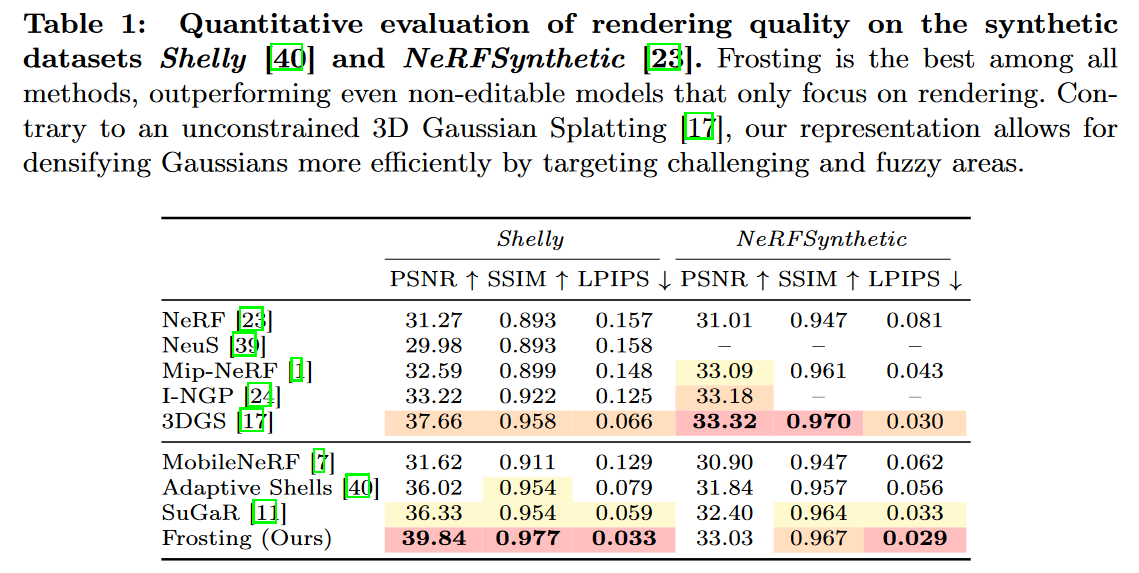 Table 1: Quantitative evaluation of rendering quality on the synthetic
datasets Shelly [40] and NeRFSynthetic [23]. Frosting is the best among all
methods, outperforming even non-editable models that only focus on rendering. Con-
trary to an unconstrained 3D Gaussian Splatting [17], our representation allows for
densifying Gaussians more efficiently by targeting challenging and fuzzy areas.
Shelly NeRFSynthetic
PSNR ↑ SSIM ↑ LPIPS ↓ PSNR ↑ SSIM ↑ LPIPS ↓
NeRF [23] 31.27 0.893 0.157 31.01 0.947 0.081
NeuS [39] 29.98 0.893 0.158 – – –
Mip-NeRF [1] 32.59 0.899 0.148 33.09 0.961 0.043
I-NGP [24] 33.22 0.922 0.125 33.18 – –
3DGS [17] 37.66 0.958 0.066 33.32 0.970 0.030
MobileNeRF [7] 31.62 0.911 0.129 30.90 0.947 0.062
Adaptive Shells [40] 36.02 0.954 0.079 31.84 0.957 0.056
SuGaR [11] 36.33 0.954 0.059 32.40 0.964 0.033
Frosting (Ours) 39.84 0.977 0.033 33.03 0.967 0.029